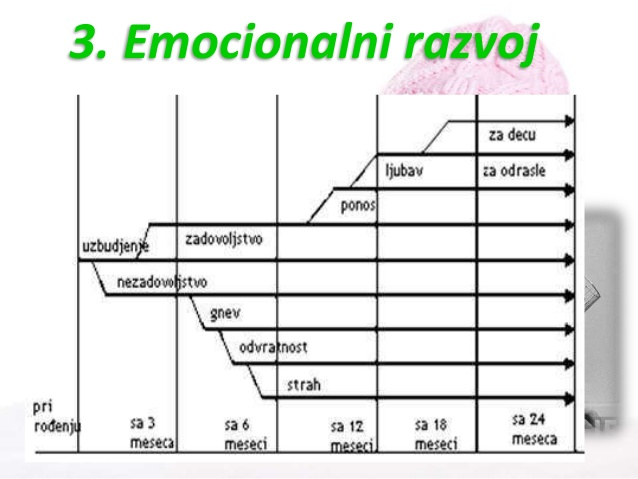 3. Emocionalni razvoj
za decu
ljubav
za odrasle
ponos
uzbudjenje
zadovoljstvo
nezadovoljstvo
gnev
odvratnost
strah
pri
rođenju
sa 3
meseca
sa 6
meseci
sa 12
meseci
sa 18
meseci
sa 24
meseca